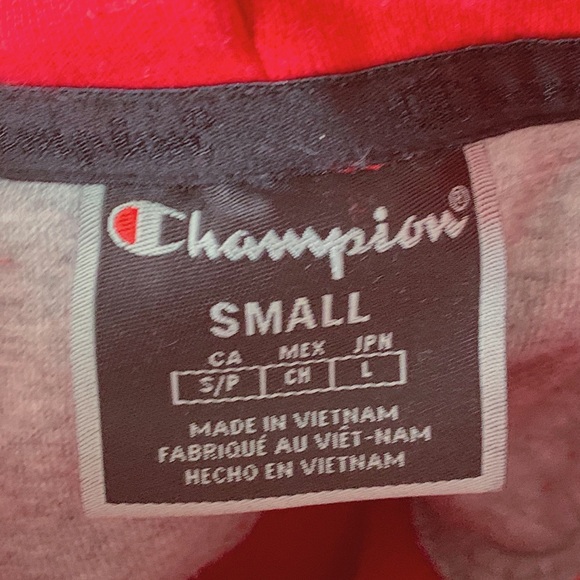 Champion®
SMALL
CA MEX JPN
S/P CH L
MADE IN VIETNAM
FABRIQUÉ AU VIÊT-NAM
HECHO EN VIETNAM